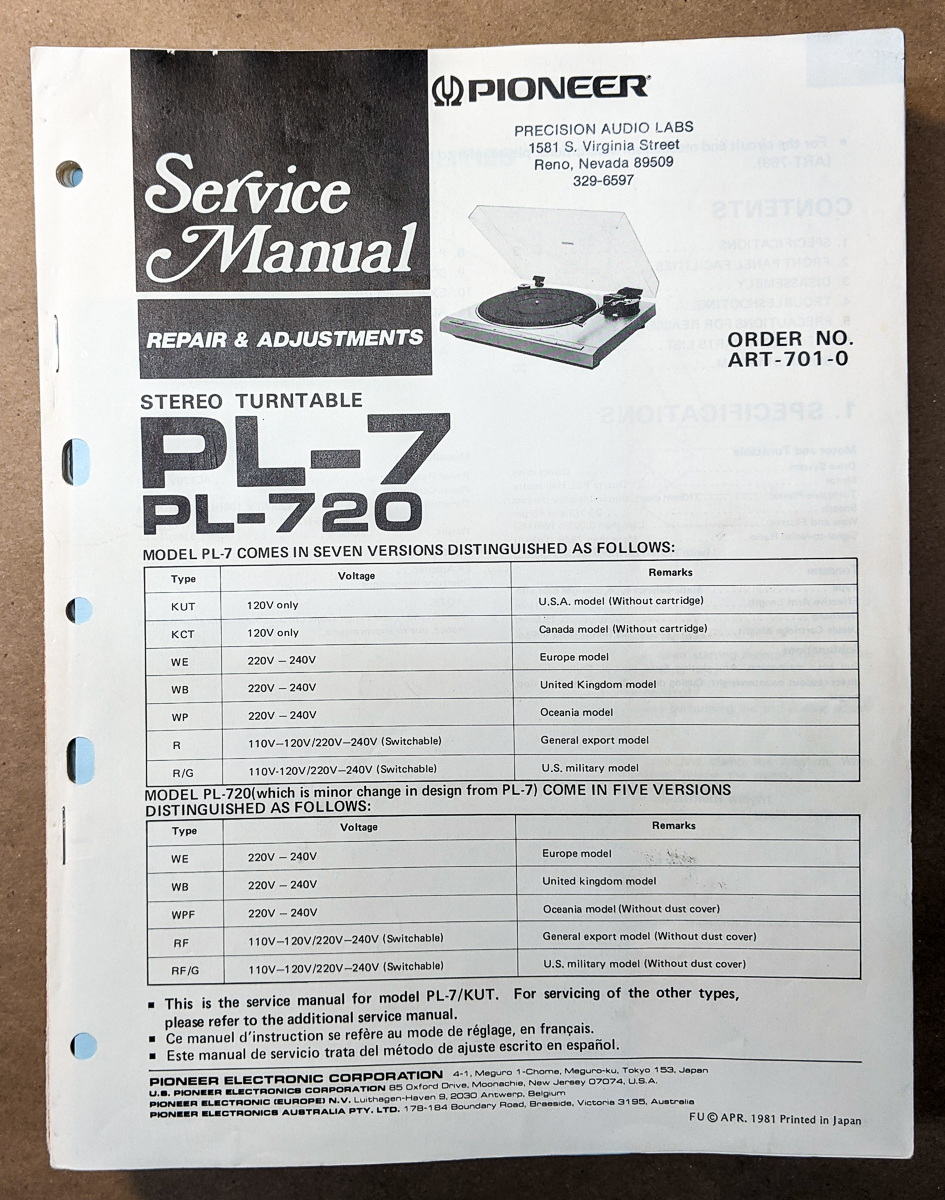 PIONEER
PRECISION AUDIO LABS
1581 S. Virginia Street
Reno, Nevada 89509
329-6597
Service
Manual
REPAIR & ADJUSTMENTS
ORDER NO.
ART-701-0
STEREO TURNTABLE
PL-7
PL-720
MODEL PL-7 COMES IN SEVEN VERSIONS DISTINGUISHED AS FOLLOWS:
Type Voltage Remarks
KUT 120V only U.S.A. model (Without cartridge)
KCT 120V only Canada model (Without cartridge)
WE 220V – 240V Europe model
WB 220V – 240V United Kingdom model
WP 220V – 240V Oceania model
R 110V–120V/220V–240V (Switchable) General export model
R/G 110V-120V/220V–240V (Switchable) U.S. military model
MODEL PL-720(which is minor change in design from PL-7) COME IN FIVE VERSIONS
DISTINGUISHED AS FOLLOWS:
Type Voltage Remarks
WE 220V – 240V Europe model
WB 220V – 240V United kingdom model
WPF 220V – 240V Oceania model (Without dust cover)
RF 110V–120V/220V–240V (Switchable) General export model (Without dust cover)
RF/G 110V–120V/220V–240V (Switchable) U.S. military model (Without dust cover)
▪ This is the service manual for model PL-7/KUT. For servicing of the other types,
please refer to the additional service manual.
▪ Ce manuel d'instruction se refère au mode de réglage, en français.
▪ Este manual de servicio trata del método de ajuste escrito en español.
PIONEER ELECTRONIC CORPORATION 4-1, Meguro 1-Chome, Meguro-ku, Tokyo 153, Japan
U.S. PIONEER ELECTRONICS CORPORATION 85 Oxford Drive, Moonachie, New Jersey 07074, U.S.A.
PIONEER ELECTRONIC (EUROPE) N.V. Luithagen-Haven 9, 2030 Antwerp, Belgium
PIONEER ELECTRONICS AUSTRALIA PTY. LTD. 178-184 Boundary Road, Braeside, Victoria 3195, Australia
FU © APR. 1981 Printed in Japan